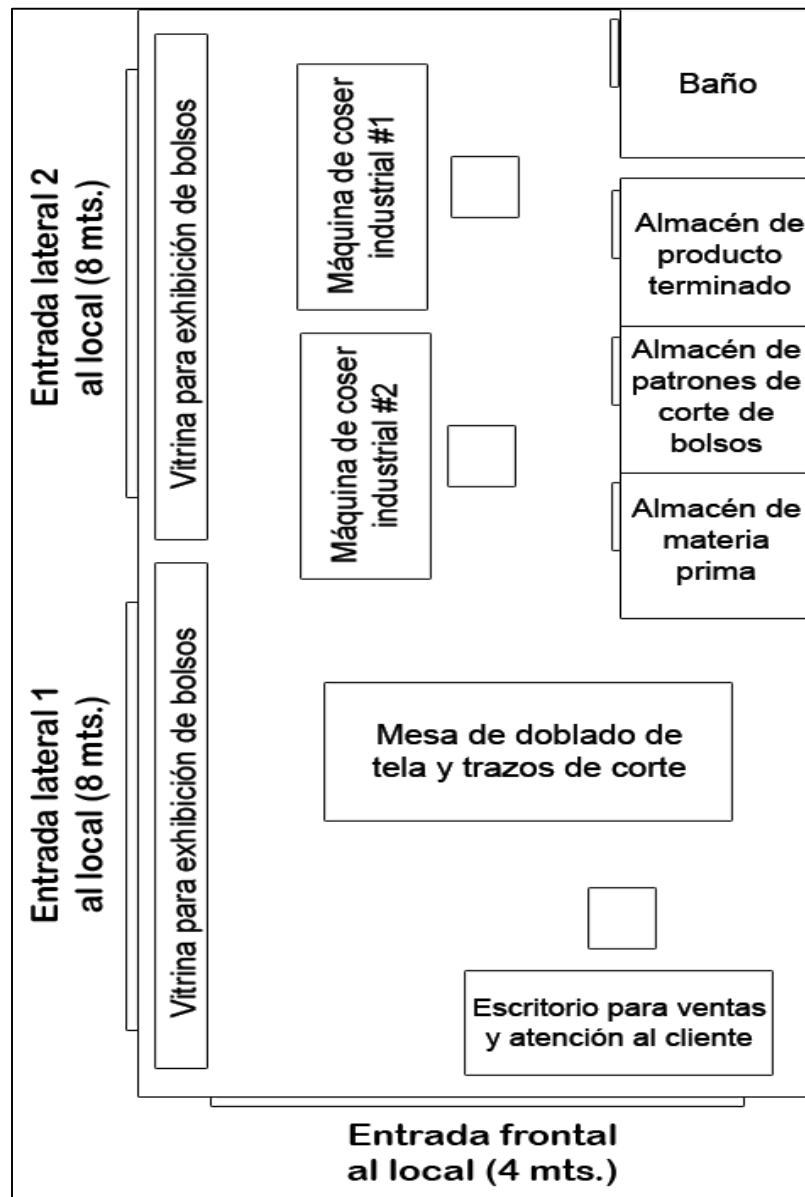 Entrada lateral 2
al local (8 mts.)
Vitrina para exhibición de bolsos
Máquina de coser
industrial #1
Baño
Almacén de
producto
terminado
Máquina de coser
industrial #2
Almacén de
patrones de
corte de
bolsos
Almacén de
materia
prima
Entrada lateral 1
al local (8 mts.)
Vitrina para exhibición de bolsos
Mesa de doblado de
tela y trazos de corte
Escritorio para ventas
y atención al cliente
Entrada frontal
al local (4 mts.)